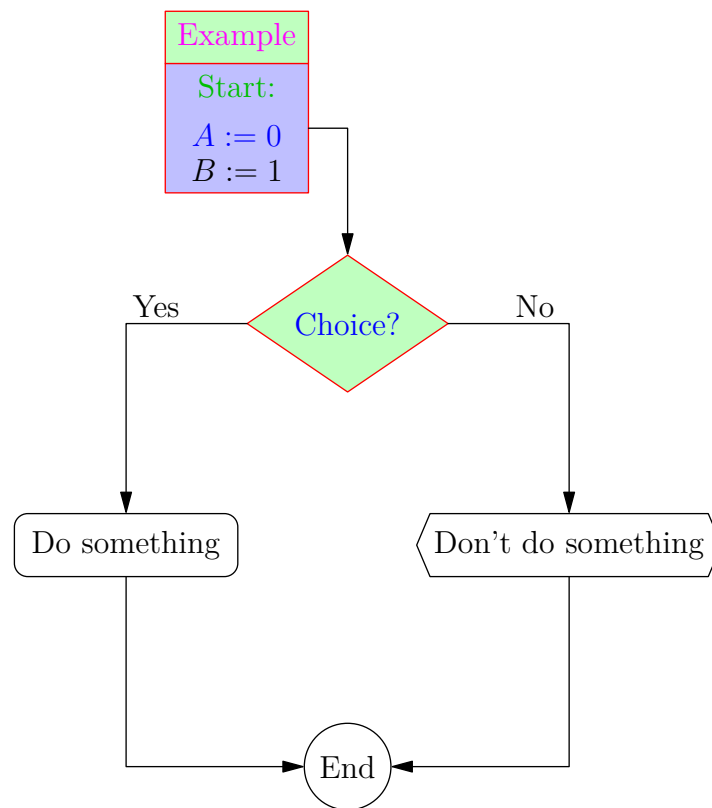 Example
Start:
A := 0
B := 1
Choice?
Yes
No
Do something
Don't do something
End